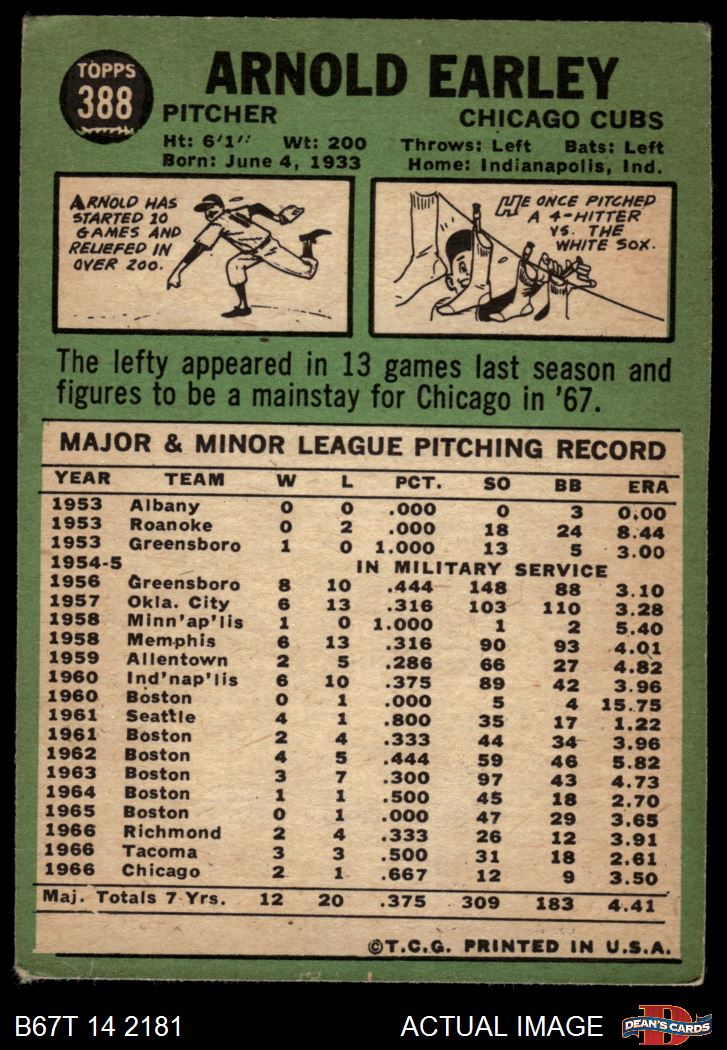 TOPPS
388
ARNOLD EARLEY
PITCHER CHICAGO CUBS
Ht: 6'1" Wt: 200 Throws: Left Bats: Left
Born: June 4, 1933 Home: Indianapolis, Ind.
ARNOLD HAS
STARTED 10
GAMES AND
RELIEFED IN
OVER 200.
HE ONCE PITCHED
A 4-HITTER
VS. THE
WHITE SOX.
The lefty appeared in 13 games last season and
figures to be a mainstay for Chicago in '67.
MAJOR & MINOR LEAGUE PITCHING RECORD
YEAR TEAM W L PCT. SO BB ERA
1953 Albany 0 0 .000 0 3 0.00
1953 Roanoke 0 2 .000 18 24 8.44
1953 Greensboro 1 0 1.000 13 5 3.00
1954-5 IN MILITARY SERVICE
1956 Greensboro 8 10 .444 148 88 3.10
1957 Okla. City 6 13 .316 103 110 3.28
1958 Minn'ap'lis 1 0 1.000 1 2 5.40
1958 Memphis 6 13 .316 90 93 4.01
1959 Allentown 2 5 .286 66 27 4.82
1960 Ind'nap'lis 6 10 .375 89 42 3.96
1960 Boston 0 1 .000 5 4 15.75
1961 Seattle 4 1 .800 35 17 1.22
1961 Boston 2 4 .333 44 34 3.96
1962 Boston 4 5 .444 59 46 5.82
1963 Boston 3 7 .300 97 43 4.73
1964 Boston 1 1 .500 45 18 2.70
1965 Boston 0 1 .000 47 29 3.65
1966 Richmond 2 4 .333 26 12 3.91
1966 Tacoma 3 3 .500 31 18 2.61
1966 Chicago 2 1 .667 12 9 3.50
Maj. Totals 7 Yrs. 12 20 .375 309 183 4.41
©T.C.G. PRINTED IN U.S.A.
B67T 14 2181 ACTUAL IMAGE
D
DEAN'S CARDS